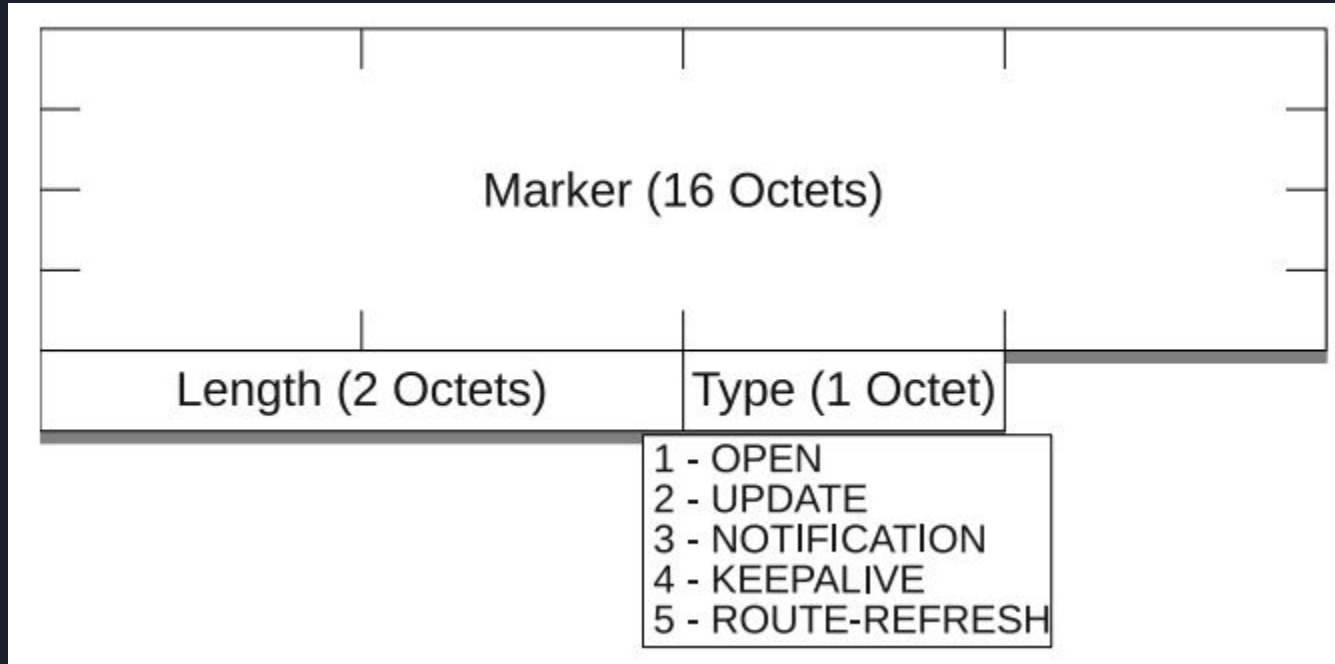 Marker (16 Octets)
Length (2 Octets)
Type (1 Octet)
1 - OPEN
2 - UPDATE
3 - NOTIFICATION
4 - KEEPALIVE
5 - ROUTE-REFRESH